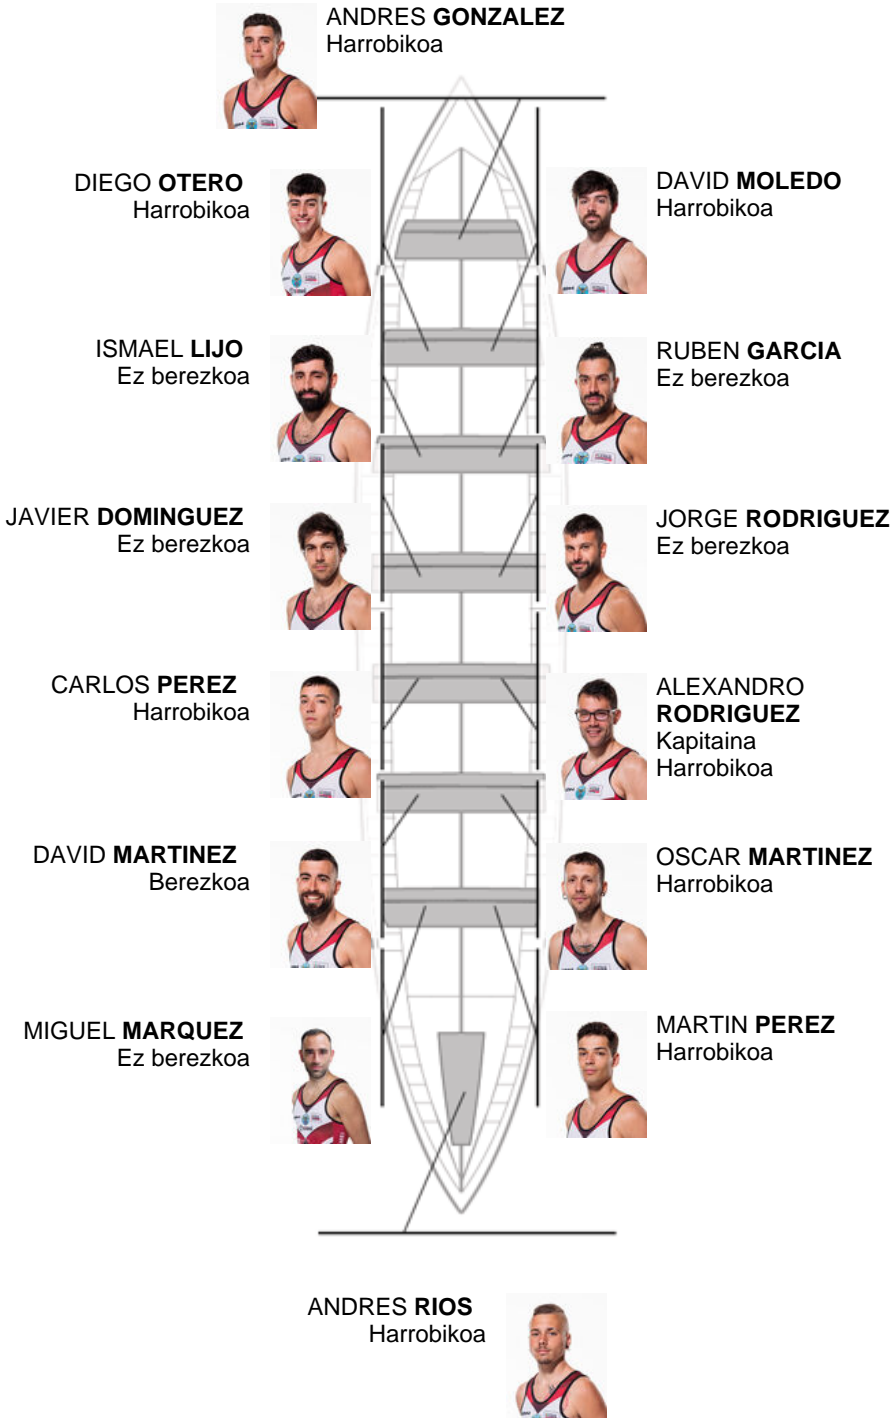 ANDRES GONZALEZ
Harrobikoa
DIEGO OTERO
Harrobikoa
DAVID MOLEDO
Harrobikoa
ISMAEL LIJO
Ez berezkoa
RUBEN GARCIA
Ez berezkoa
JAVIER DOMINGUEZ
Ez berezkoa
JORGE RODRIGUEZ
Ez berezkoa
CARLOS PEREZ
Harrobikoa
ALEXANDRO
RODRIGUEZ
Kapitaina
Harrobikoa
DAVID MARTINEZ
Berezkoa
OSCAR MARTINEZ
Harrobikoa
MIGUEL MARQUEZ
Ez berezkoa
MARTIN PEREZ
Harrobikoa
ANDRES RIOS
Harrobikoa